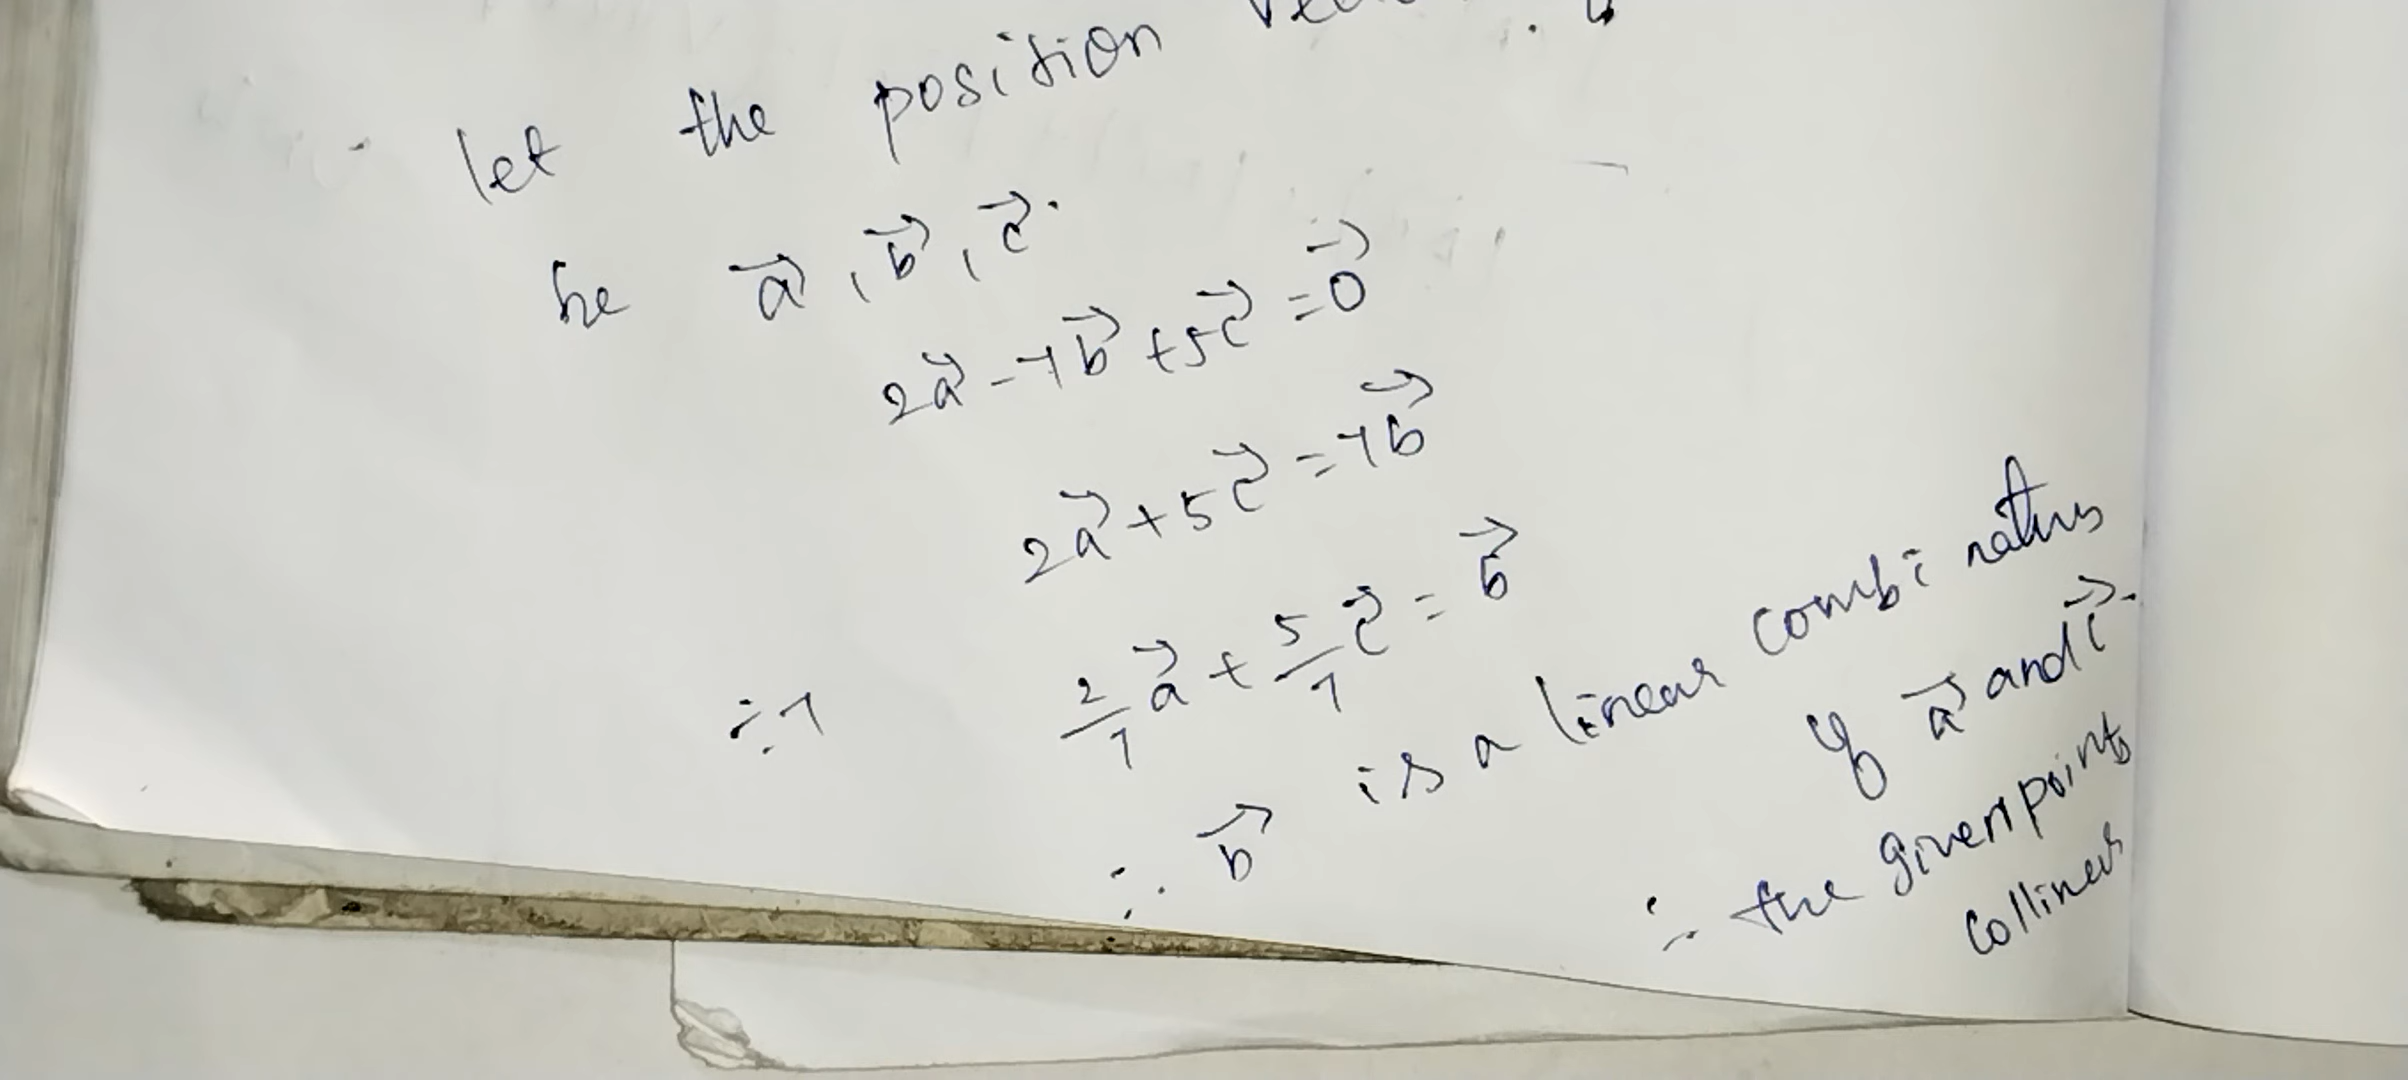 let the position
be a⃗, b⃗, c⃗.
2a⃗ - 7b⃗ + 5c⃗ = 0⃗
2a⃗ + 5c⃗ = 7b⃗
÷7 2/7 a⃗ + 5/7 c⃗ = b⃗
∴ b⃗ is a linear combinations
of a⃗ and c⃗.
∴ the given points
collinear